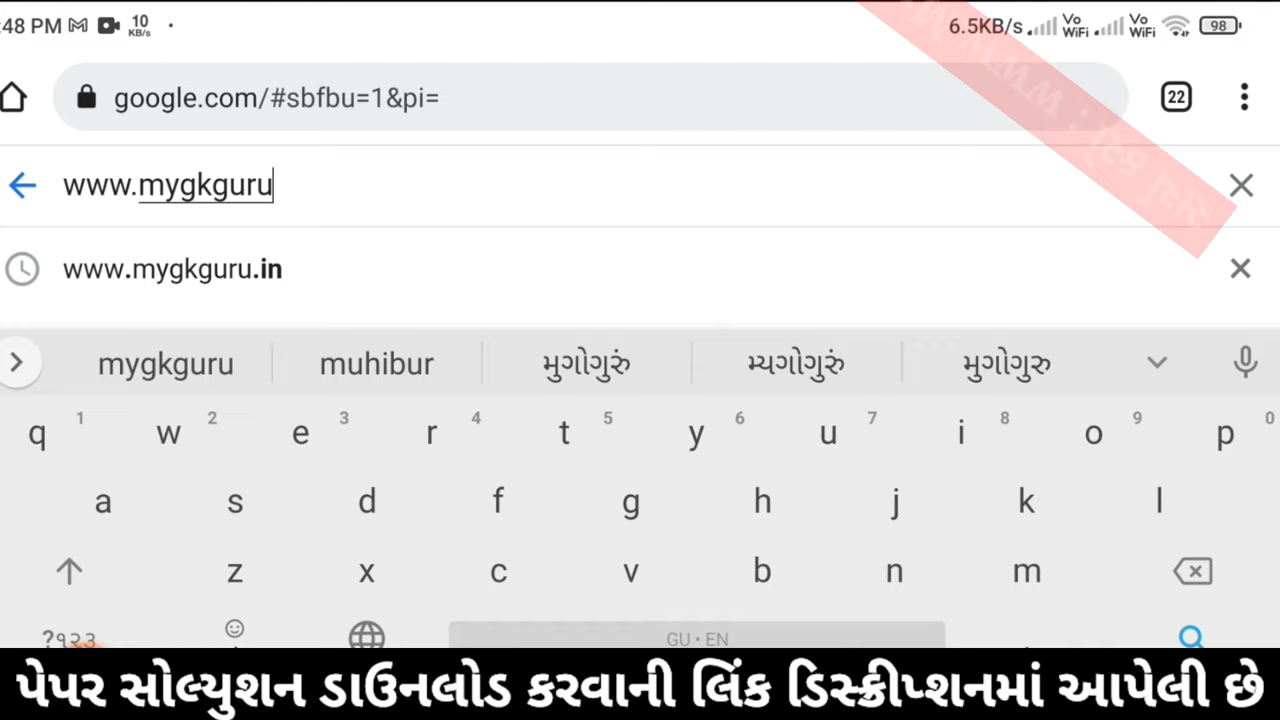 :48 PM 10 KB/s 6.5KB/s Vo WiFi Vo WiFi 98
google.com/#sbfbu=1&pi= 22
www.mygkguru
www.mygkguru.in
mygkguru muhibur મુગોગુરું મ્યગોગુરું મુગોગુરુ
q 1 w 2 e 3 r 4 t 5 y 6 u 7 i 8 o 9 p 0
a s d f g h j k l
z x c v b n m
?૧૨૩ GU • EN
પેપર સોલ્યુશન ડાઉનલોડ કરવાની લિંક ડિસ્ક્રીપ્શનમાં આપેલી છે